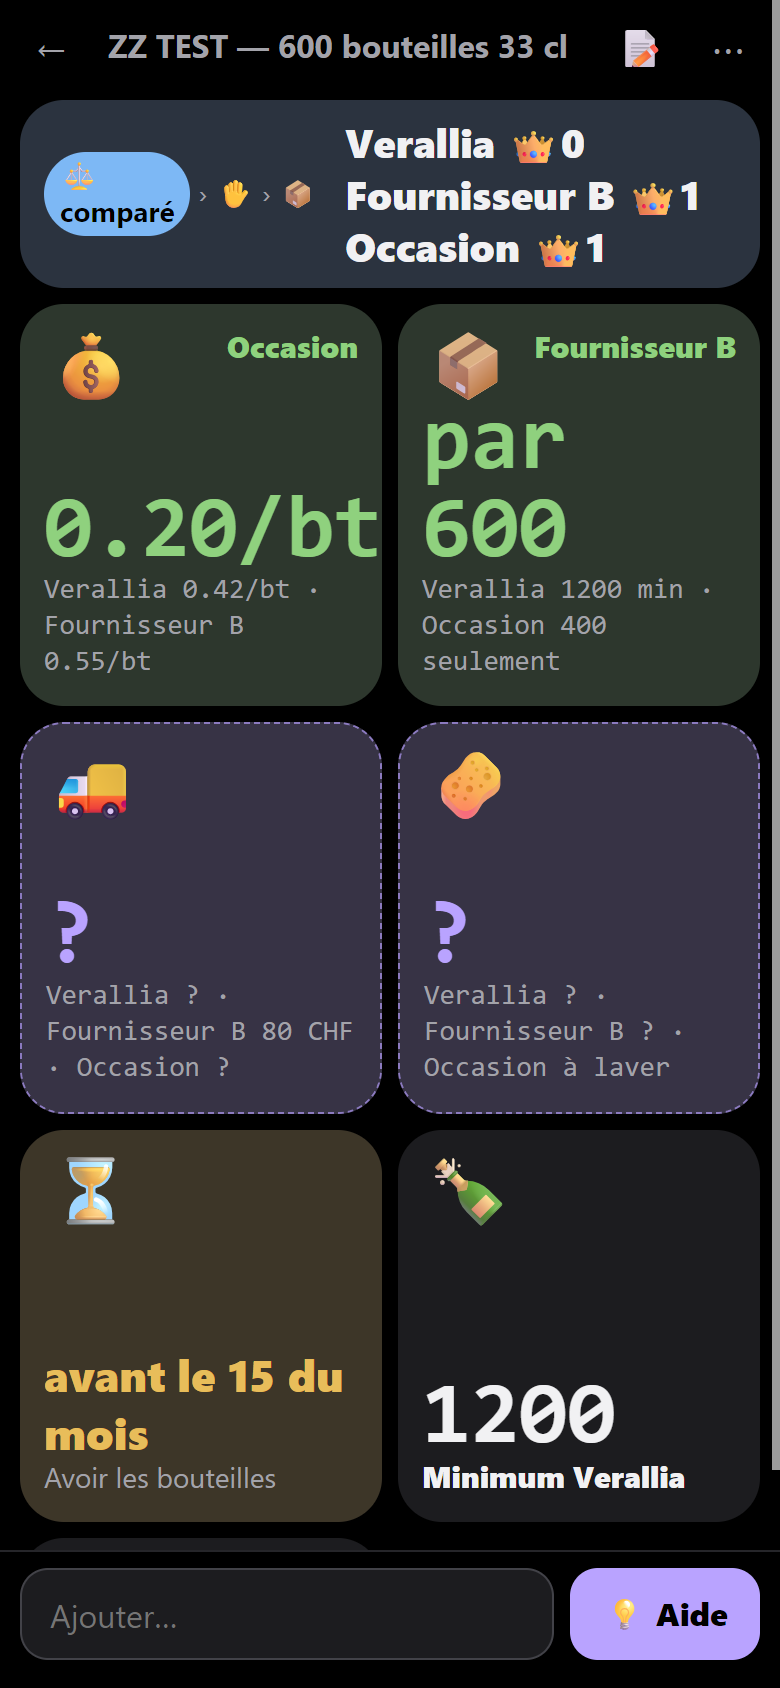 ← ZZ TEST — 600 bouteilles 33 cl ...
comparé › ›
Verallia 0
Fournisseur B 1
Occasion 1
Occasion
0.20/bt
Verallia 0.42/bt ·
Fournisseur B
0.55/bt
Fournisseur B
par
600
Verallia 1200 min ·
Occasion 400
seulement
?
Verallia ? ·
Fournisseur B 80 CHF
· Occasion ?
?
Verallia ? ·
Fournisseur B ? ·
Occasion à laver
avant le 15 du
mois
Avoir les bouteilles
1200
Minimum Verallia
Ajouter...
Aide